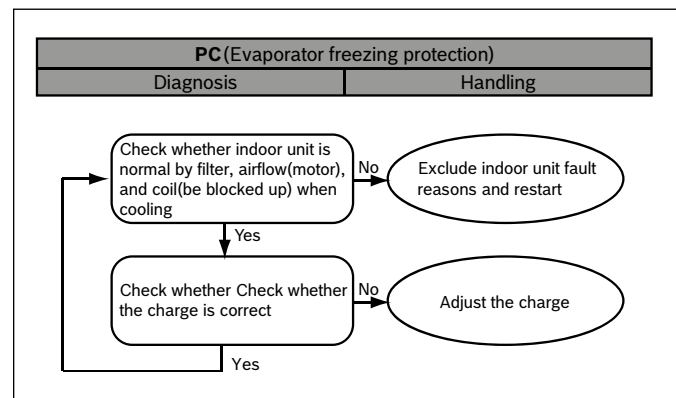 PC(Evaporator freezing protection)
Diagnosis
Handling
Check whether indoor unit is
normal by filter, airflow(motor),
and coil(be blocked up) when
cooling
No
Exclude indoor unit fault
reasons and restart
Yes
Check whether Check whether
the charge is correct
No
Adjust the charge
Yes